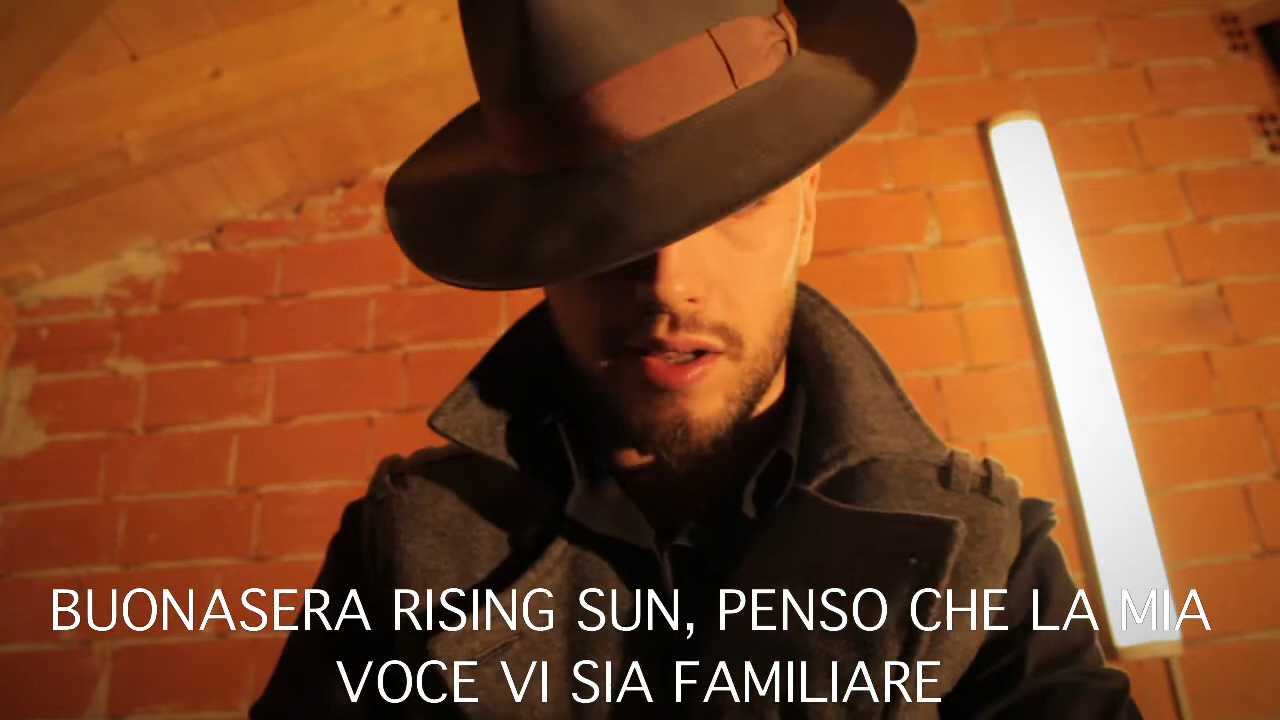 BUONASERA RISING SUN, PENSO CHE LA MIA
VOCE VI SIA FAMILIARE